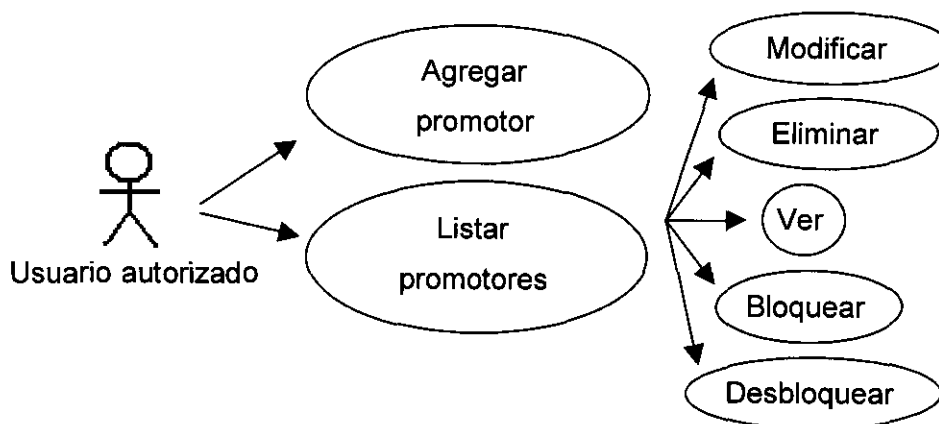 Usuario autorizado
Agregar
promotor
Listar
promotores
Modificar
Eliminar
Ver
Bloquear
Desbloquear